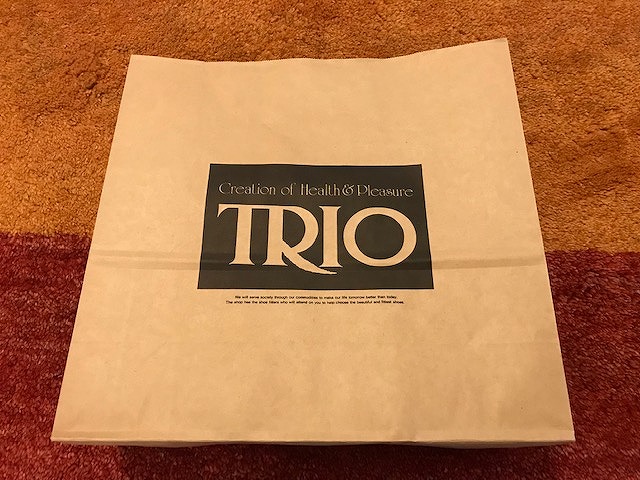 Creation of Health & Pleasure
TRIO
We will serve society through our commodities to make our life tomorrow better than today.
The shop has the shoe fitters who will attend on you to help choose the beautiful and fittest shoes.